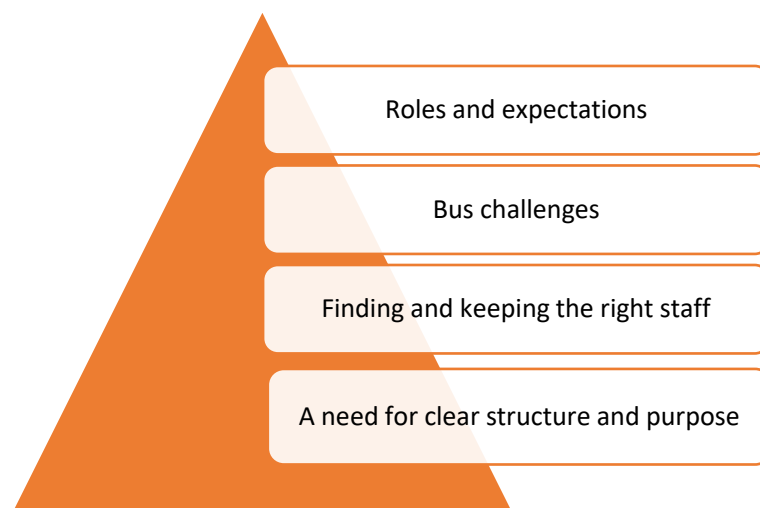 Roles and expectations
Bus challenges
Finding and keeping the right staff
A need for clear structure and purpose